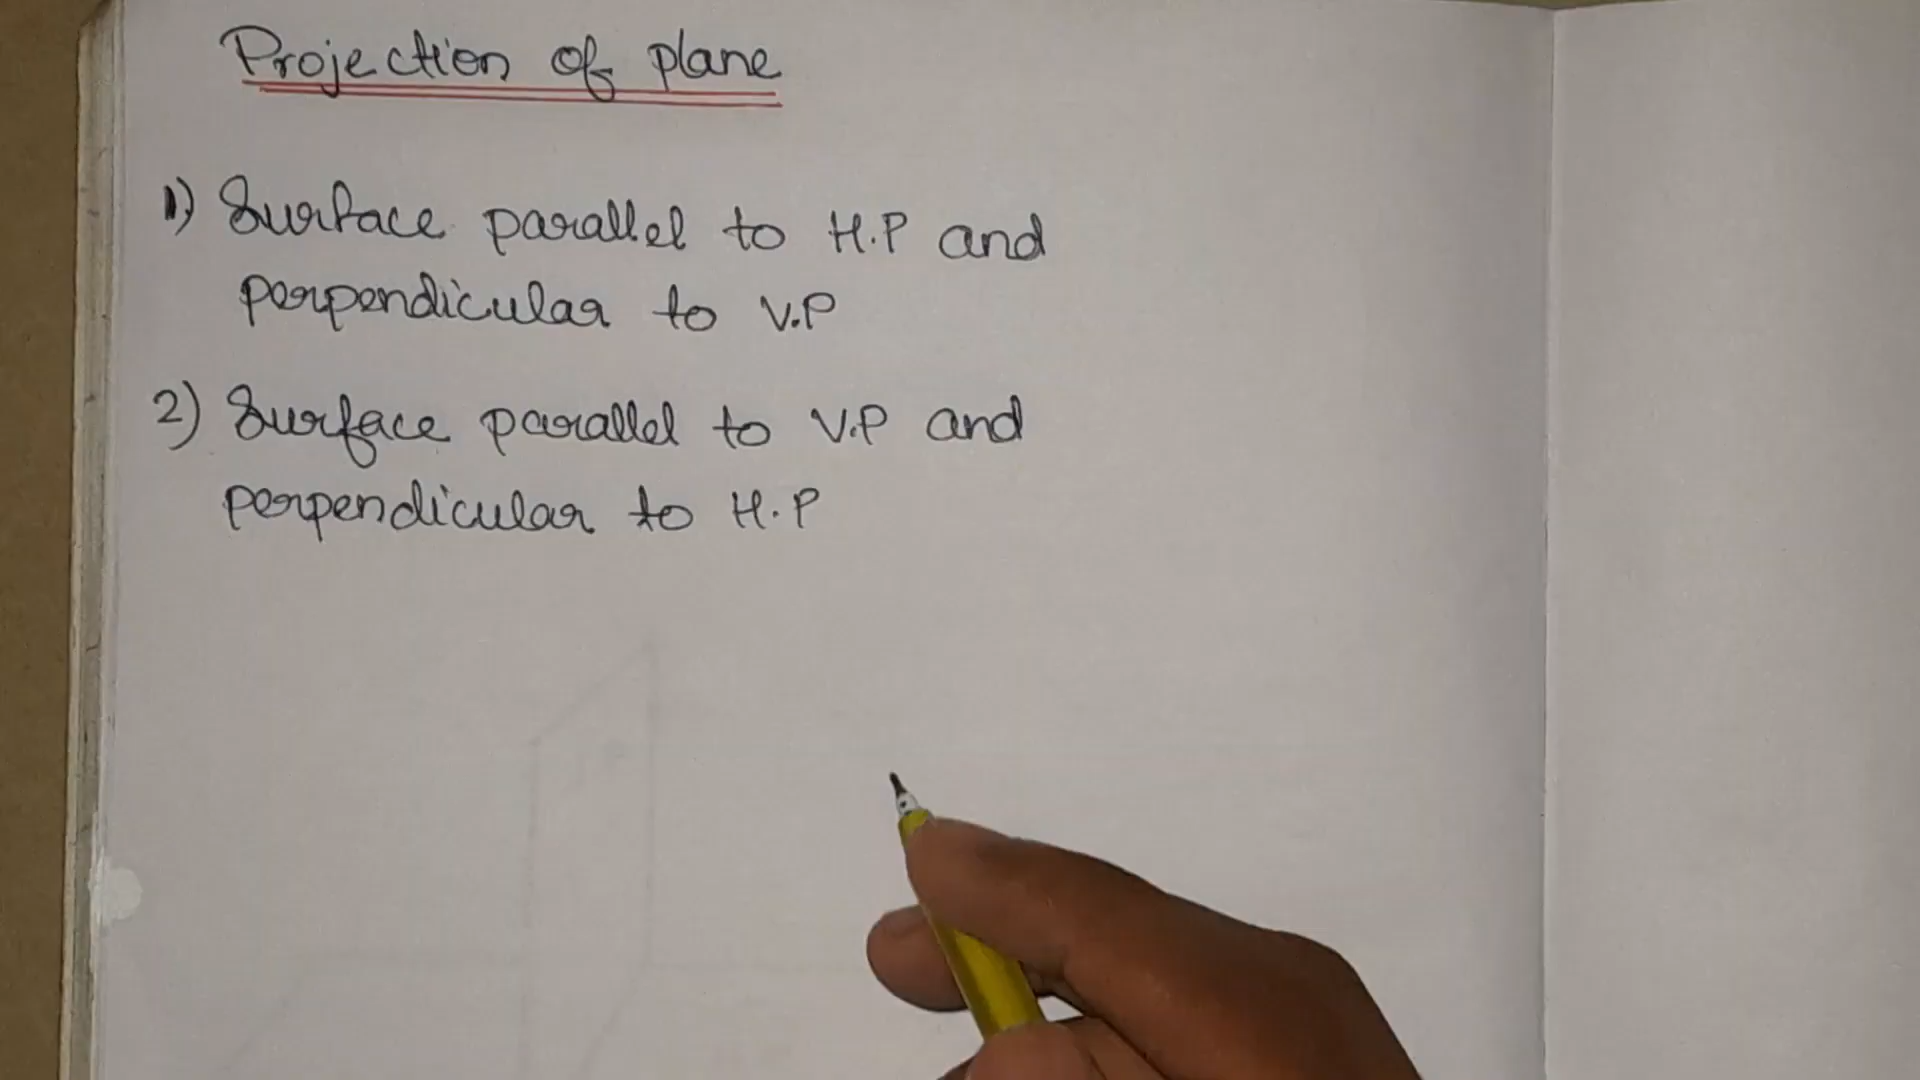 Projection of plane
1) Surface parallel to H.P and
perpendicular to V.P
2) Surface parallel to V.P and
perpendicular to H.P